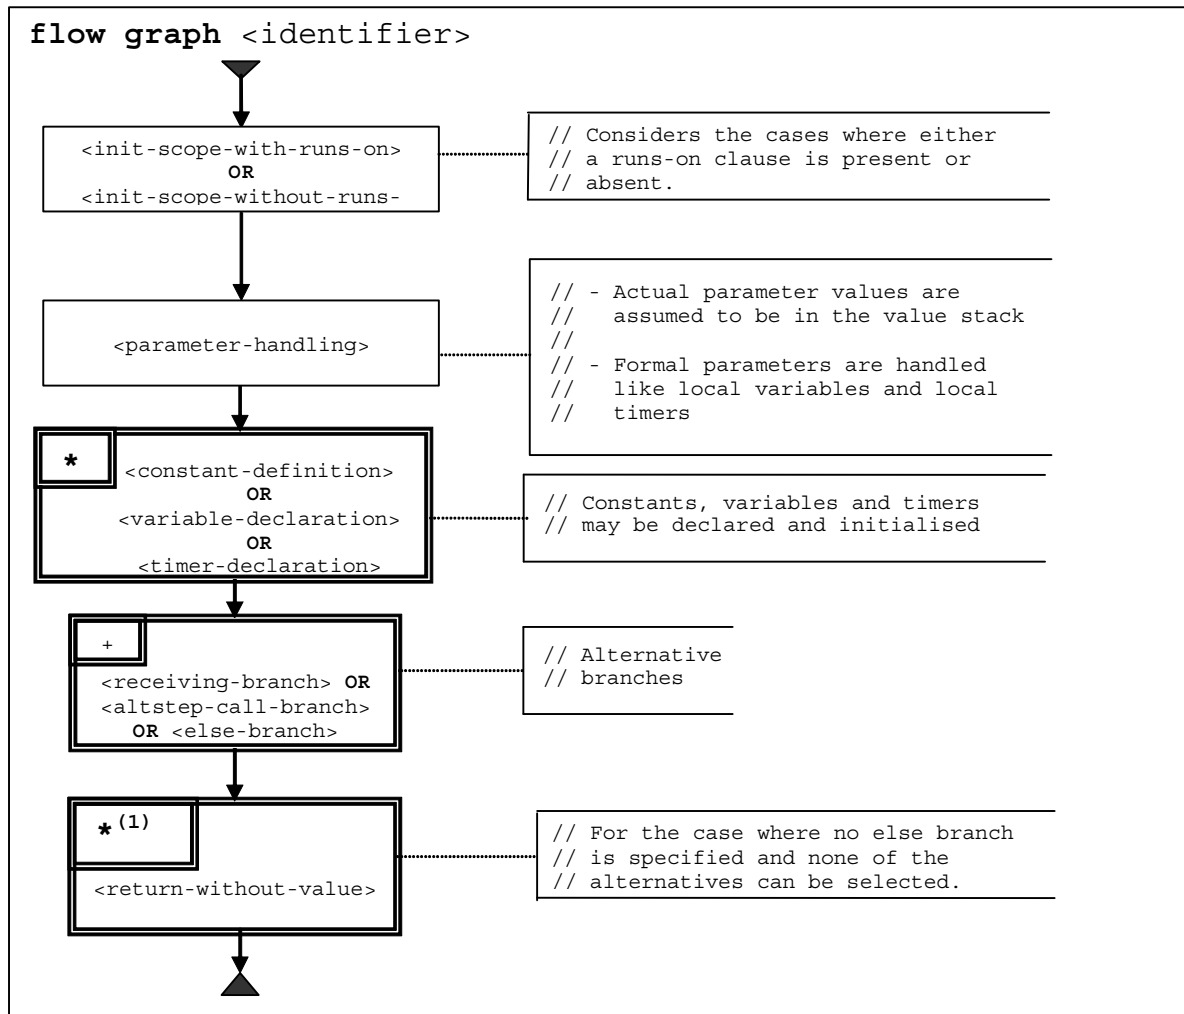 flow graph <identifier>
<init-scope-with-runs-on>
OR
<init-scope-without-runs-
// Considers the cases where either
// a runs-on clause is present or
// absent.
<parameter-handling>
// - Actual parameter values are
// assumed to be in the value stack
//
// - Formal parameters are handled
// like local variables and local
// timers
*
<constant-definition>
OR
<variable-declaration>
OR
<timer-declaration>
// Constants, variables and timers
// may be declared and initialised
+
<receiving-branch> OR
<altstep-call-branch>
OR <else-branch>
// Alternative
// branches
*(1)
<return-without-value>
// For the case where no else branch
// is specified and none of the
// alternatives can be selected.